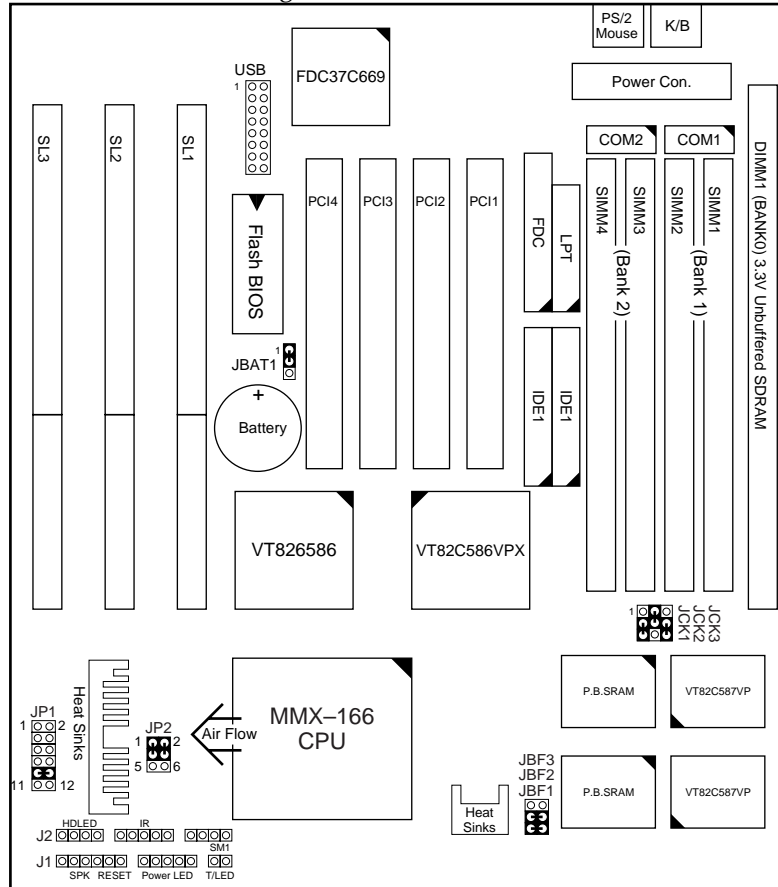 PS/2
Mouse
K/B
USB
1
FDC37C669
Power Con.
COM2
COM1
SL3
SL2
SL1
Flash BIOS
PCI4
PCI3
PCI2
PCI1
FDC
LPT
SIMM4
SIMM3
(Bank 2)
SIMM2
SIMM1
(Bank 1)
DIMM1 (BANK0) 3.3V Unbuffered SDRAM
1
JBAT1
+
Battery
IDE1
IDE1
VT826586
VT82C586VPX
1
JCK1
JCK2
JCK3
Heat Sinks
JP1
1 2
11 12
JP2
1 2
5 6
Air Flow
MMX–166
CPU
P.B.SRAM
VT82C587VP
JBF3
JBF2
JBF1
Heat
Sinks
P.B.SRAM
VT82C587VP
HDLED
IR
J2
SM1
J1
SPK RESET Power LED T/LED